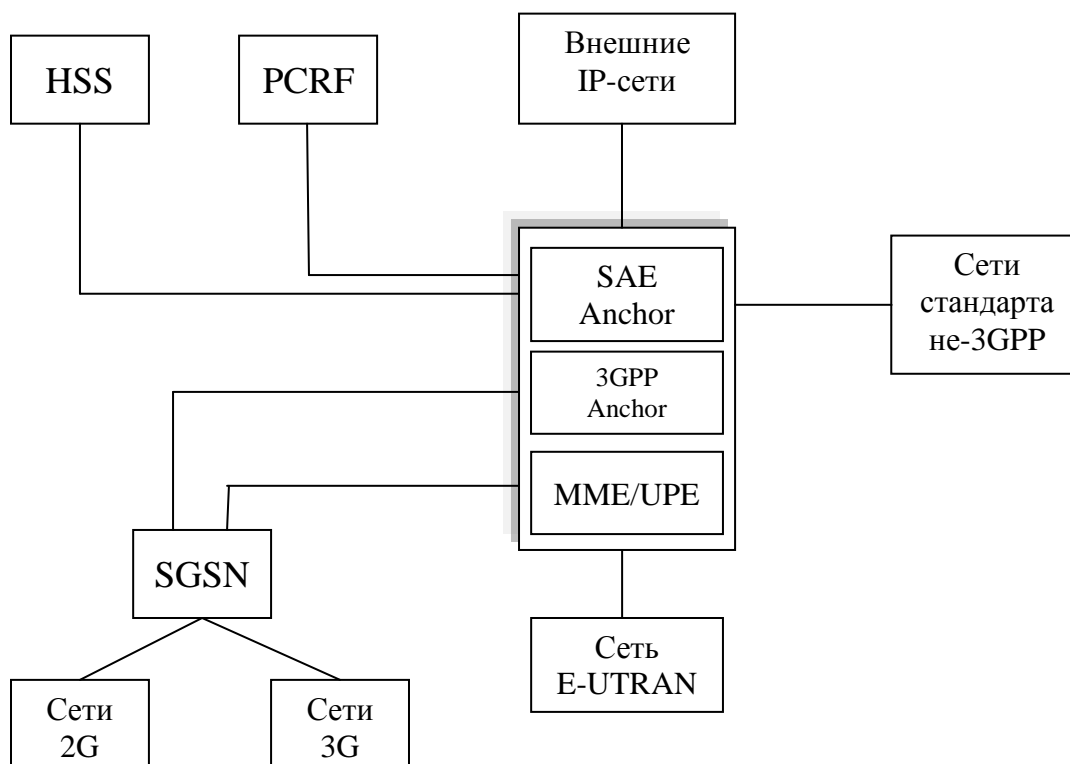 HSS
PCRF
Внешние
IP-сети
SAE
Anchor
Сети
стандарта
не-3GPP
3GPP
Anchor
MME/UPE
SGSN
Сеть
E-UTRAN
Сети
2G
Сети
3G